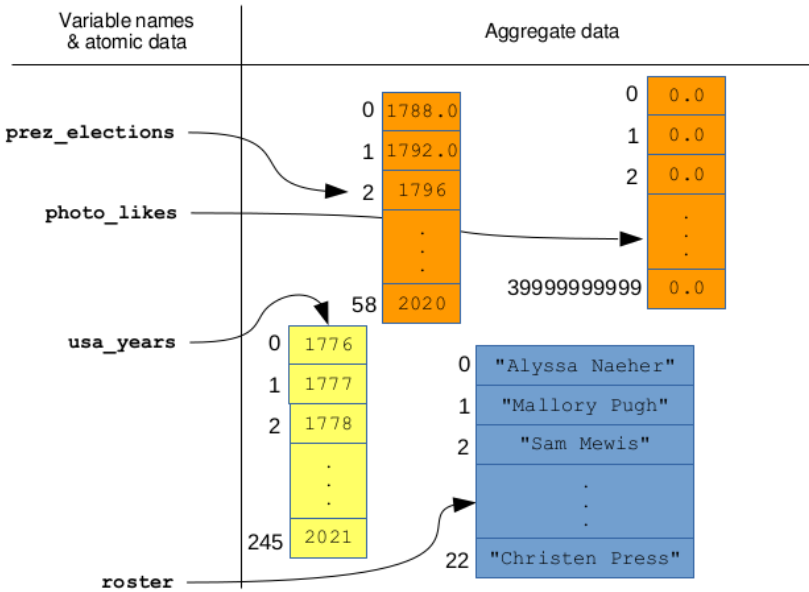 Variable names
& atomic data
Aggregate data
prez_elections
photo_likes
usa_years
roster
0 1788.0
1 1792.0
2 1796
.
.
.
58 2020
0 0.0
1 0.0
2 0.0
.
.
.
39999999999 0.0
0 1776
1 1777
2 1778
.
.
.
245 2021
0 "Alyssa Naeher"
1 "Mallory Pugh"
2 "Sam Mewis"
.
.
.
22 "Christen Press"